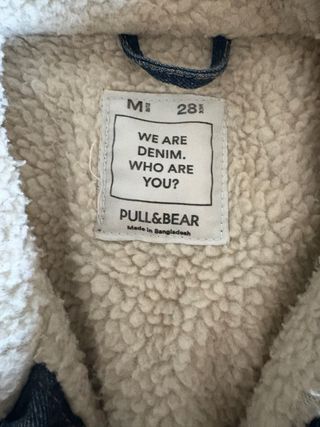 M 28
WE ARE
DENIM.
WHO ARE
YOU?
PULL&BEAR
Made in Bangladesh